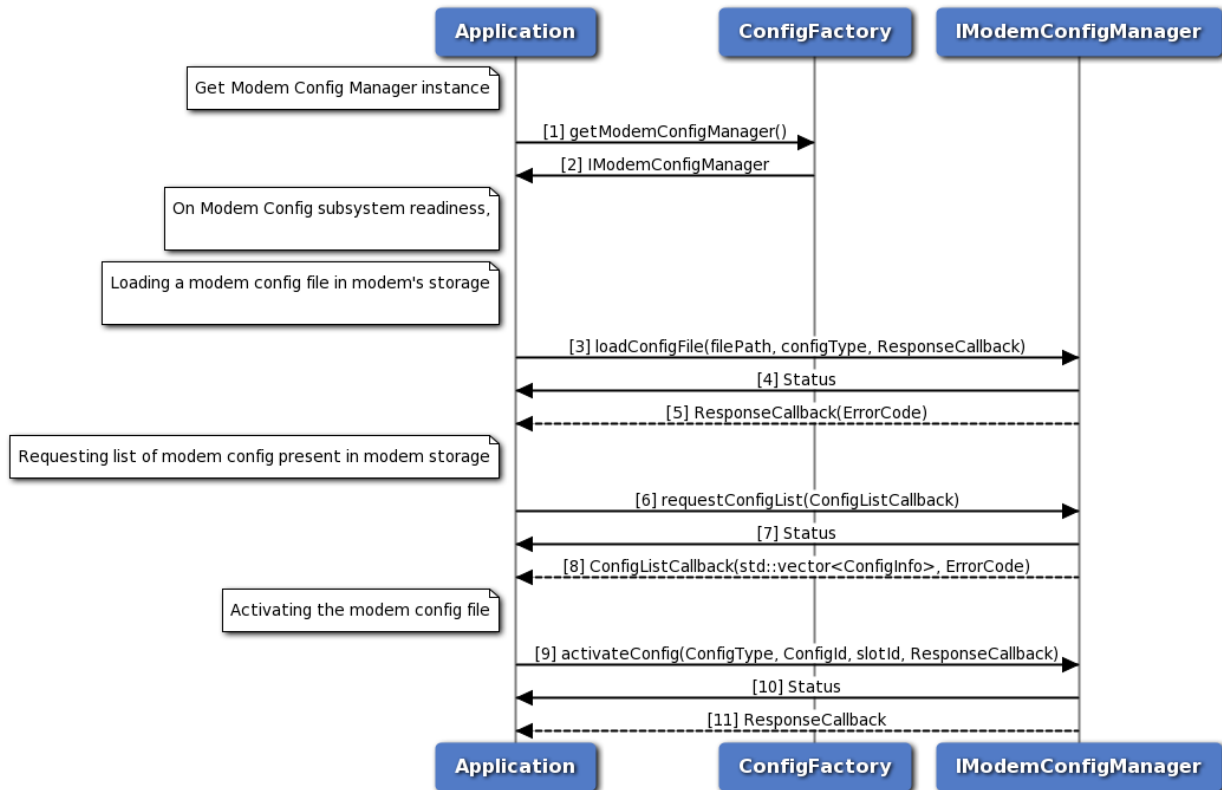 Application ConfigFactory IModemConfigManager
Get Modem Config Manager instance
[1] getModemConfigManager()
[2] IModemConfigManager
On Modem Config subsystem readiness,
Loading a modem config file in modem's storage
[3] loadConfigFile(filePath, configType, ResponseCallback)
[4] Status
[5] ResponseCallback(ErrorCode)
Requesting list of modem config present in modem storage
[6] requestConfigList(ConfigListCallback)
[7] Status
[8] ConfigListCallback(std::vector<ConfigInfo>, ErrorCode)
Activating the modem config file
[9] activateConfig(ConfigType, ConfigId, slotId, ResponseCallback)
[10] Status
[11] ResponseCallback
Application ConfigFactory IModemConfigManager